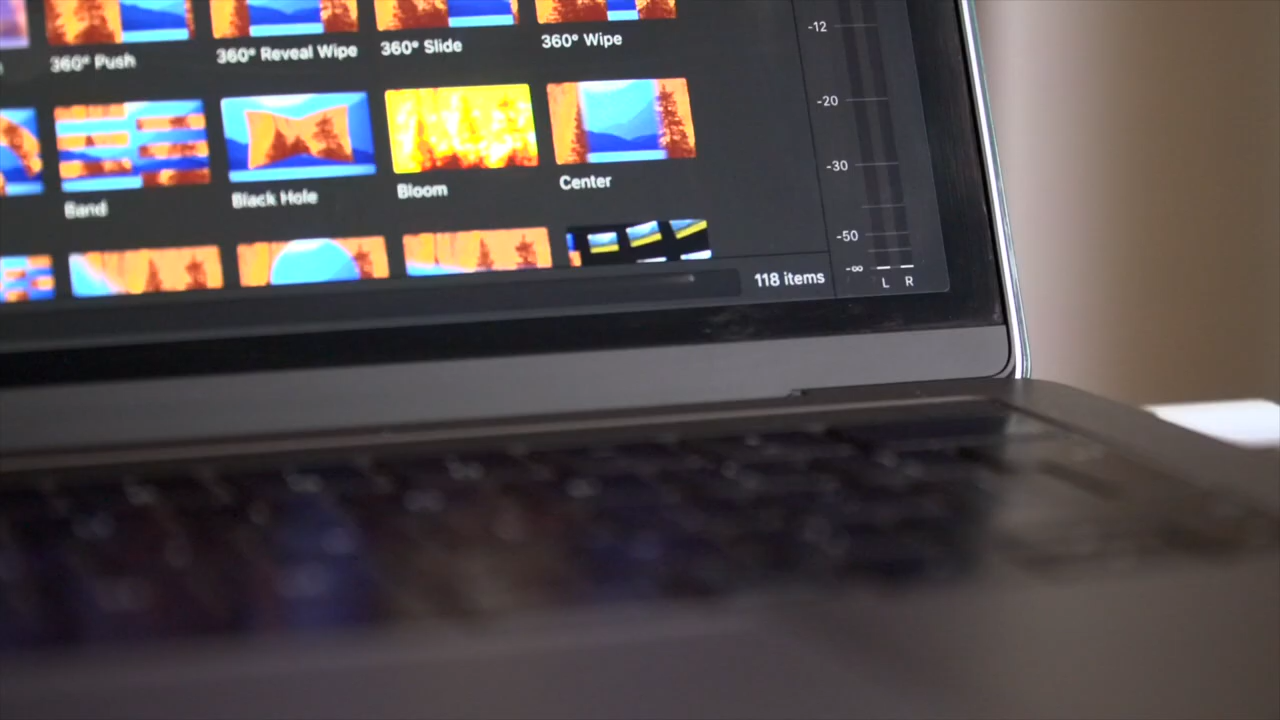 360° Push
360° Reveal Wipe
360° Slide
360° Wipe
Band
Black Hole
Bloom
Center
118 items
-12
-20
-30
-50
-∞
L R